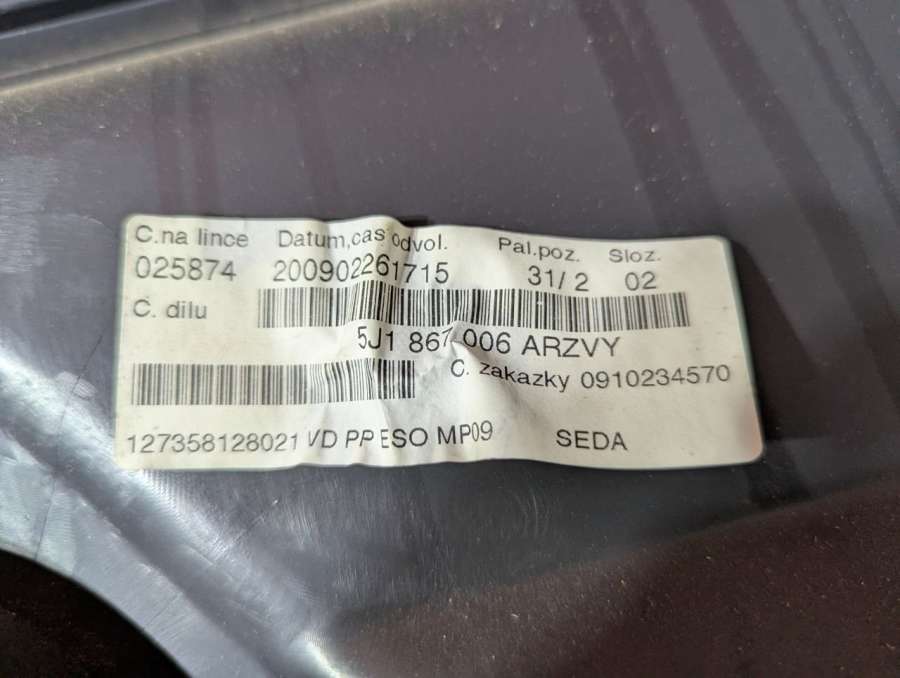 C.na lince Datum,cas odvol. Pal.poz. Sloz.
025874 200902261715 31/ 2 02
C. dilu
5J1 867 006 ARZVY
C. zakazky 0910234570
127358128021 VD PP ESO MP09 SEDA